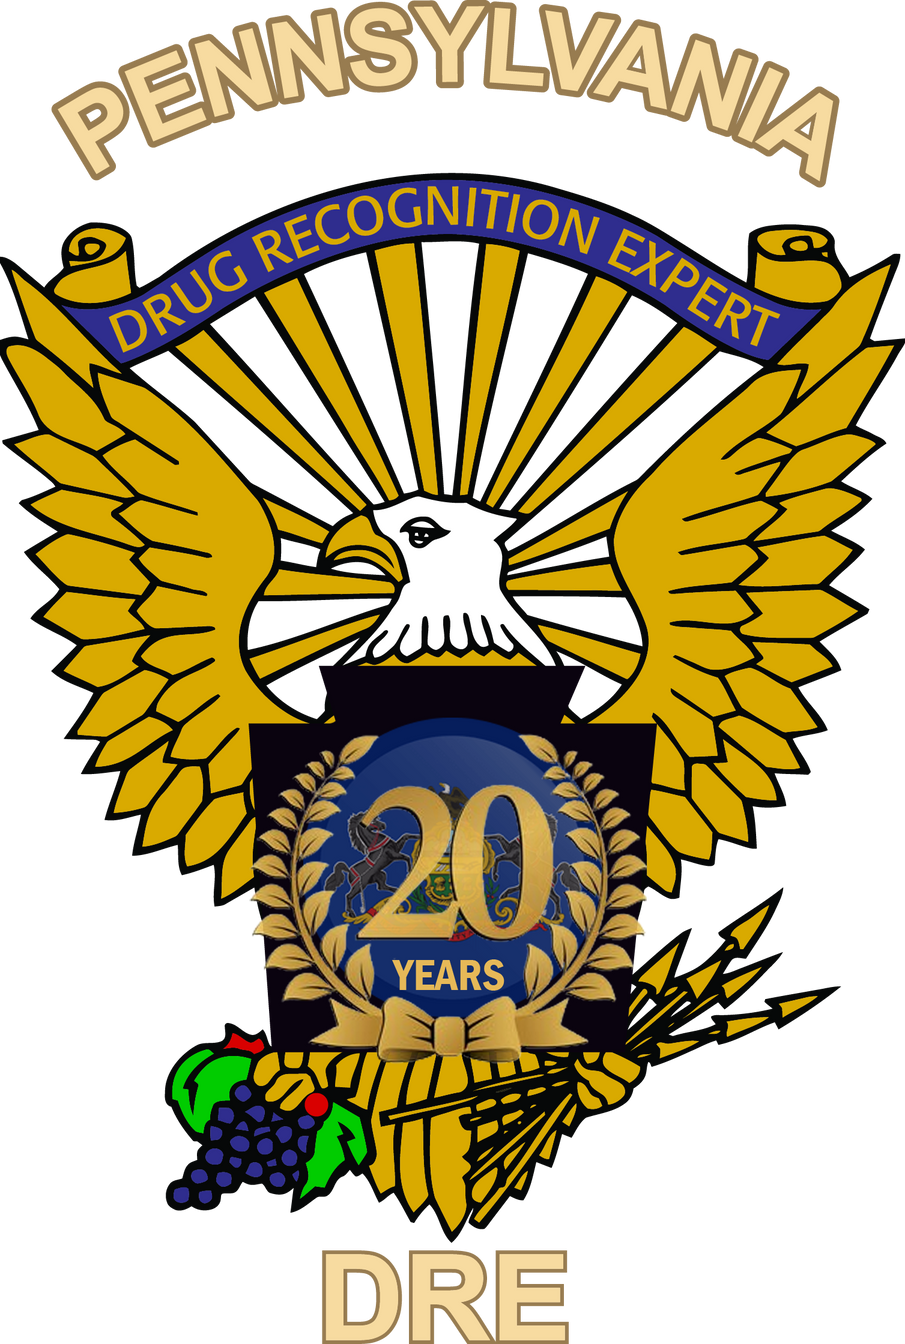 PENNSYLVANIA
DRUG RECOGNITION EXPERT
20
YEARS
DRE